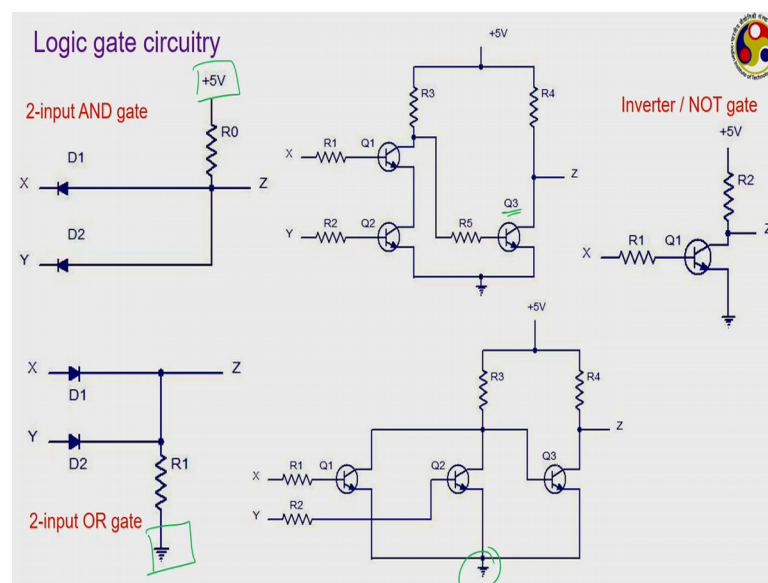 Logic gate circuitry
+5V
2-input AND gate
R0
D1
X
Z
D2
Y
+5V
R3
R4
X
R1
Q1
Z
Q3
Y
R2
Q2
R5
Inverter / NOT gate
+5V
R2
Z
X
R1
Q1
X
Z
D1
Y
D2
R1
2-input OR gate
+5V
R3
R4
Z
X
R1
Q1
Q2
Q3
Y
R2